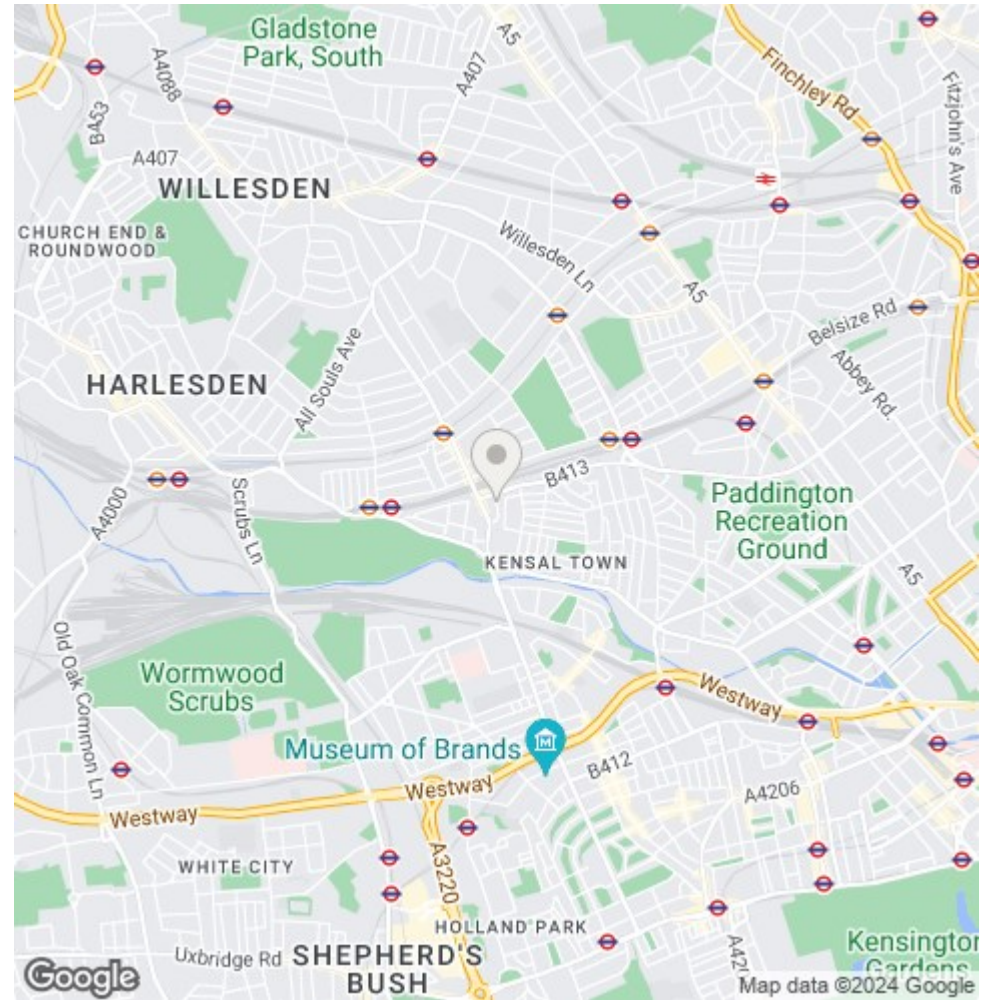 Gladstone
Park, South
A5
A407
A4088
B453
Finchley Rd
Fitzjohn's Ave
A407
WILLESDEN
CHURCH END &
ROUNDWOOD
Willesden Ln
A5
Belsize Rd
Abbey Rd.
All Souls Ave
HARLESDEN
B413
A4000
Scrubs Ln
Paddington
Recreation
Ground
KENSAL TOWN
A5
Old Oak Common Ln
Wormwood
Scrubs
Westway
Museum of Brands
B412
Westway
A4206
Westway
A3220
WHITE CITY
HOLLAND PARK
Uxbridge Rd
SHEPHERD'S
BUSH
Kensington
Gardens
Google
Map data ©2024 Google